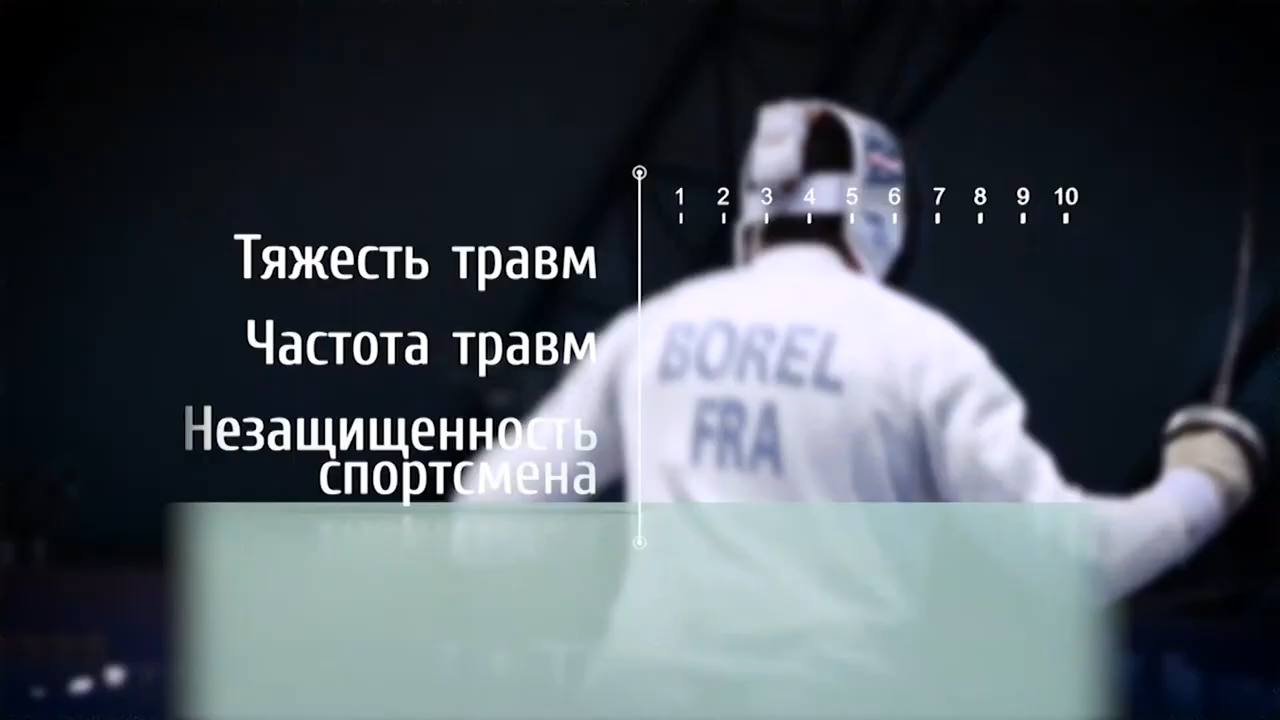 1 2 3 4 5 6 7 8 9 10
Тяжесть травм
Частота травм
Незащищенность
спортсмена
BOREL
FRA